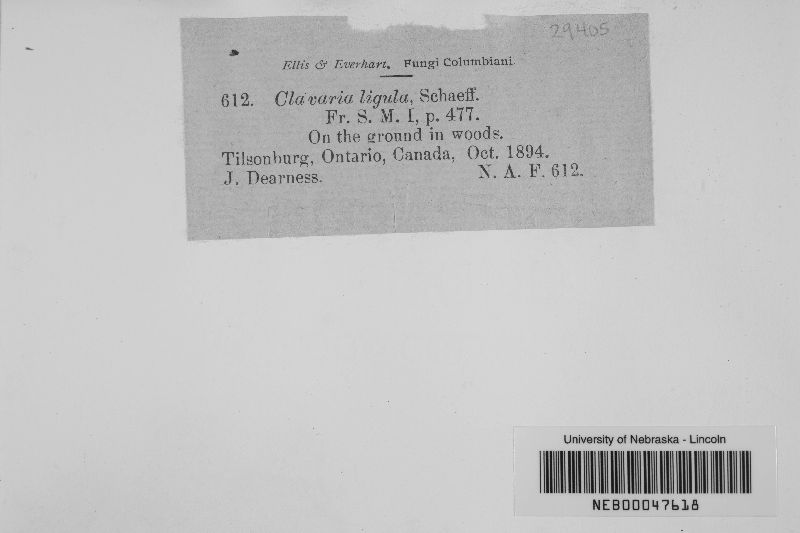 29405
Ellis & Everhart. Fungi Columbiani.
612. Clavaria ligula, Schaeff.
Fr. S. M. I, p. 477.
On the ground in woods.
Tilsonburg, Ontario, Canada, Oct. 1894.
J. Dearness. N. A. F. 612.
University of Nebraska - Lincoln
NEB00047618